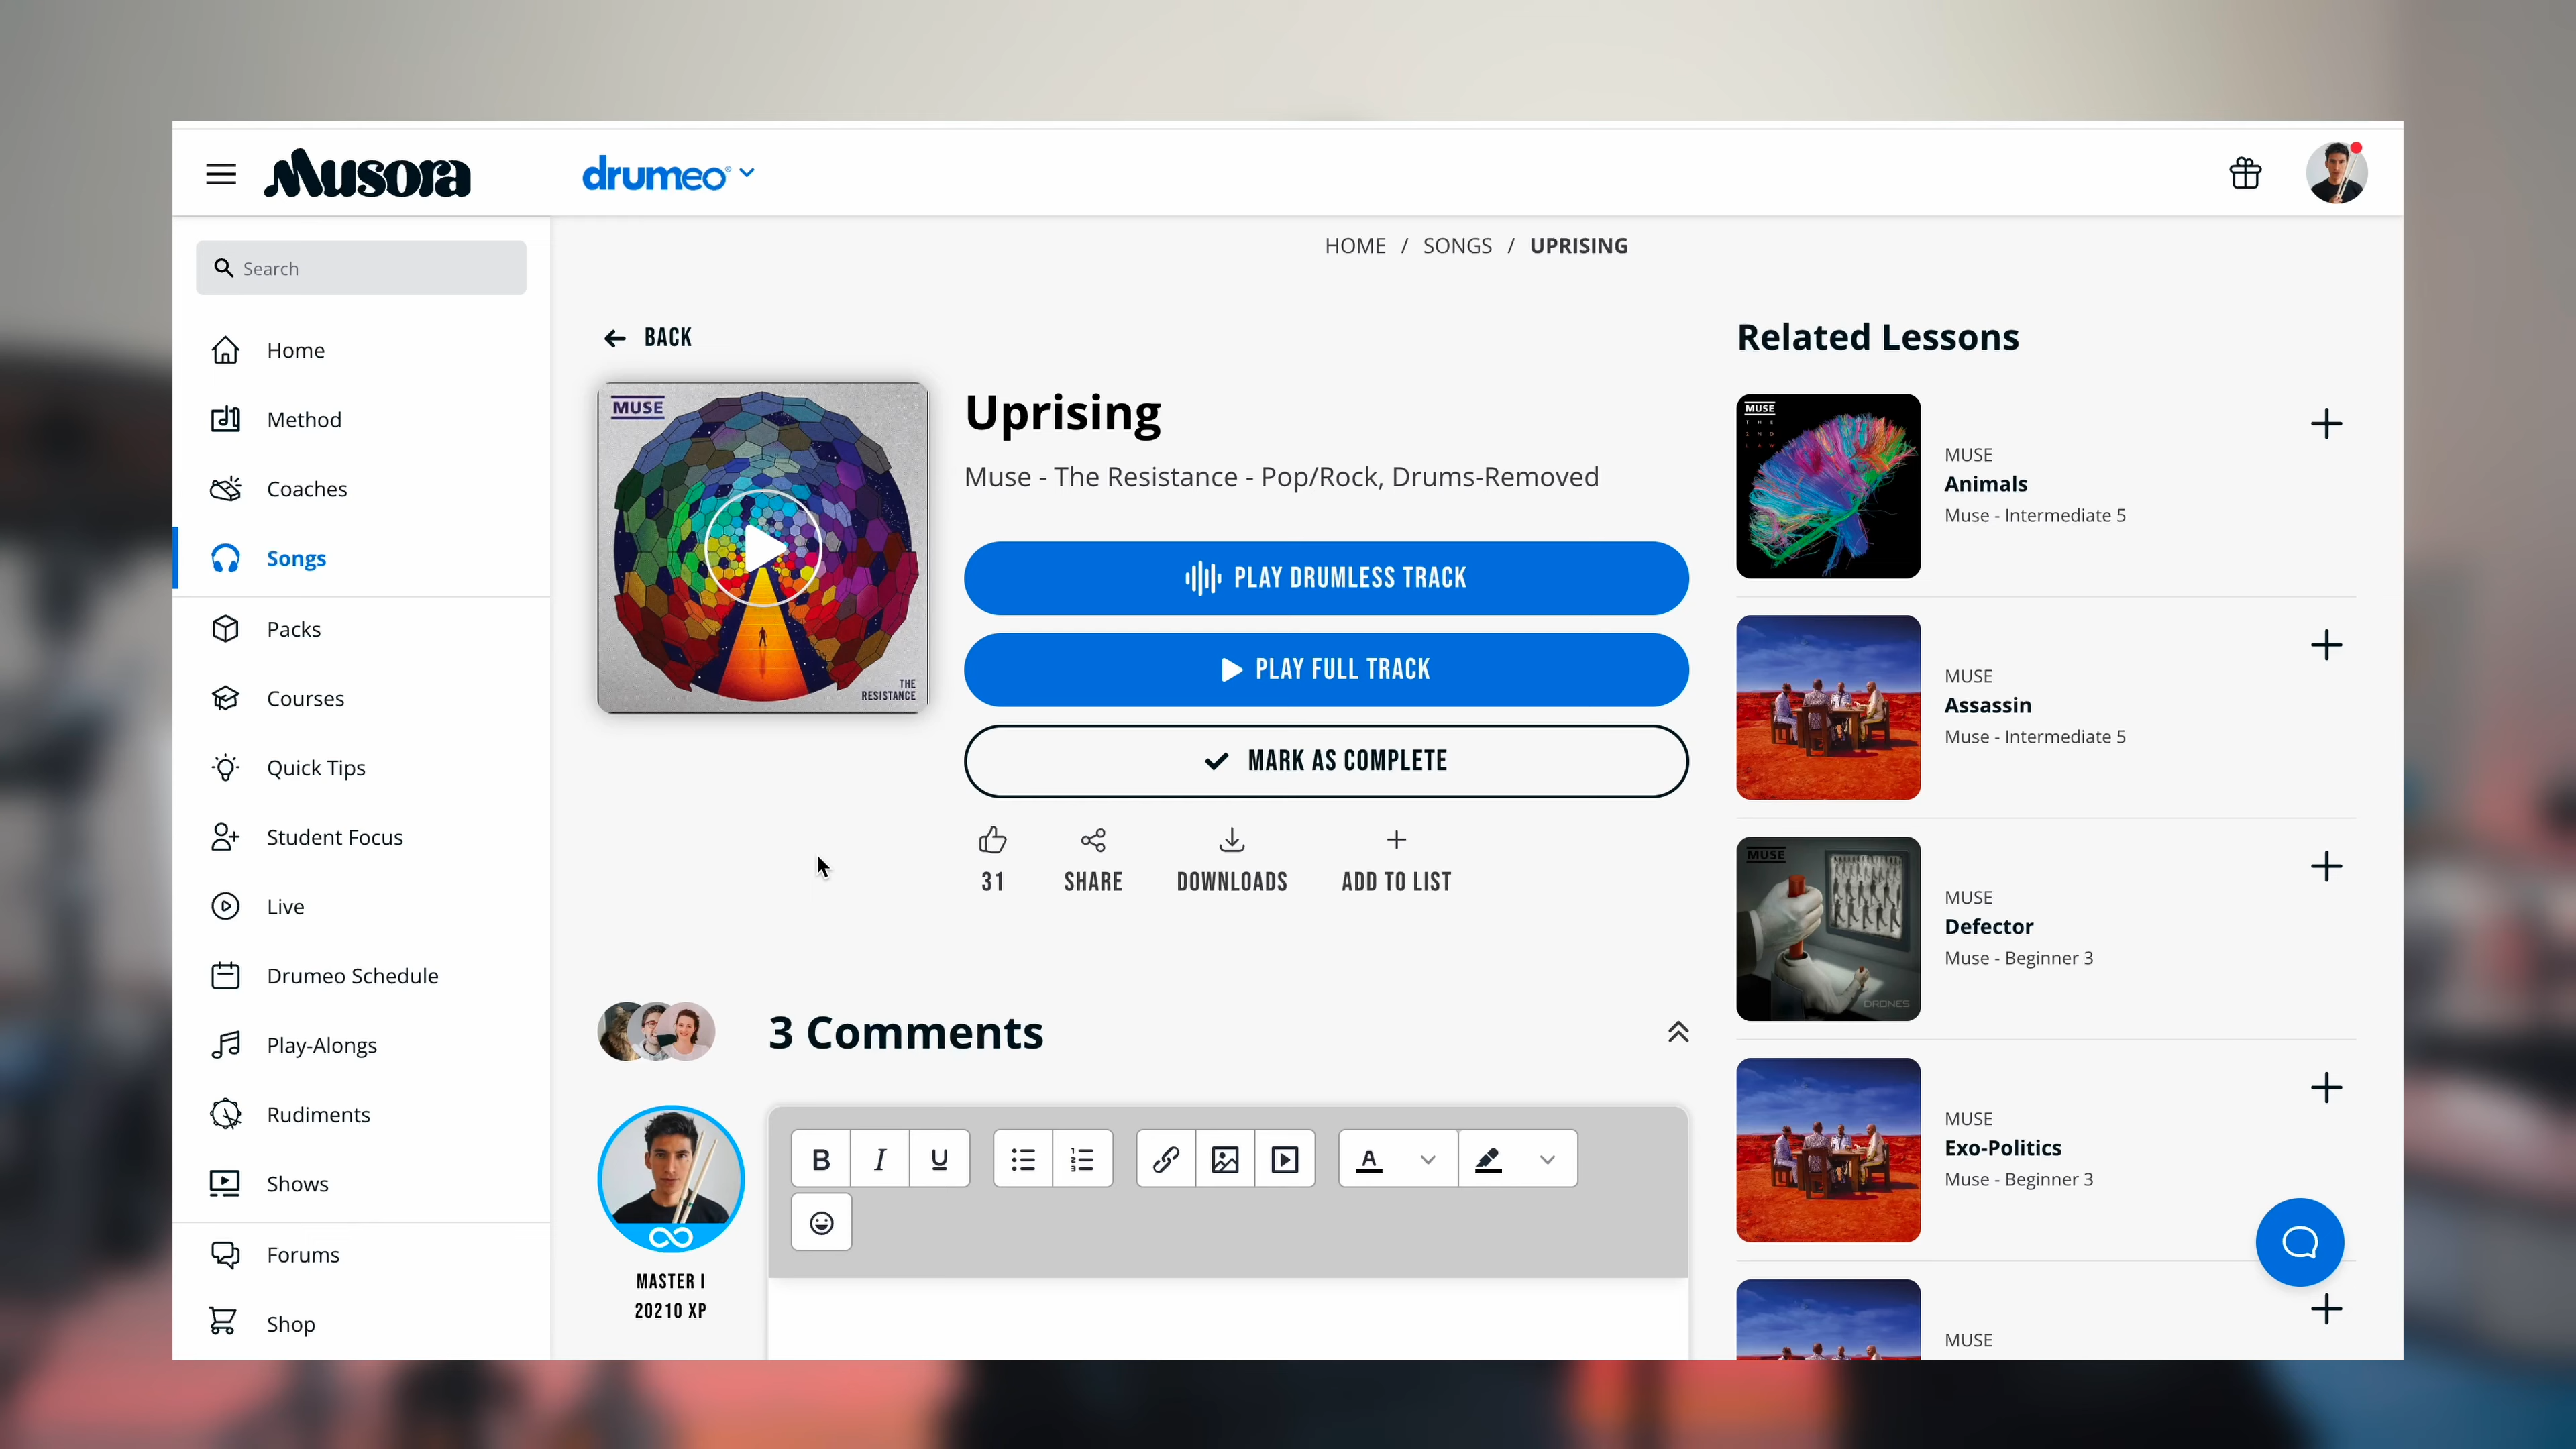 Musora
drumeo
Search
Home
Method
Coaches
Songs
Packs
Courses
Quick Tips
Student Focus
Live
Drumeo Schedule
Play-Alongs
Rudiments
Shows
Forums
Shop
HOME / SONGS / UPRISING
BACK
MUSE
THE
RESISTANCE
Uprising
Muse - The Resistance - Pop/Rock, Drums-Removed
PLAY DRUMLESS TRACK
PLAY FULL TRACK
MARK AS COMPLETE
31
SHARE
DOWNLOADS
ADD TO LIST
3 Comments
B I U
A
MASTER I
20210 XP
Related Lessons
MUSE
MUSE
Animals
Muse - Intermediate 5
MUSE
Assassin
Muse - Intermediate 5
MUSE
DRONES
MUSE
Defector
Muse - Beginner 3
MUSE
Exo-Politics
Muse - Beginner 3
MUSE